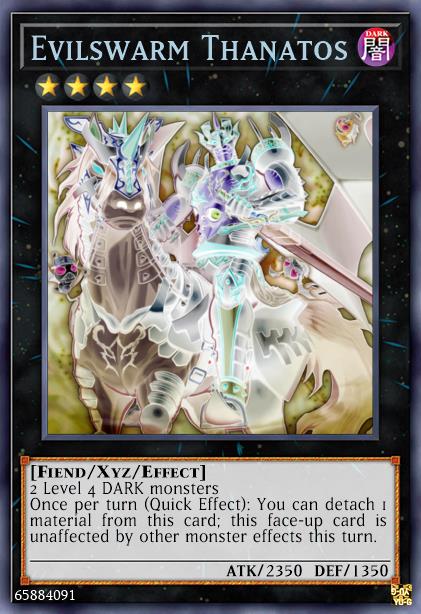 Evilswarm Thanatos
DARK
闇
[Fiend/Xyz/Effect]
2 Level 4 DARK monsters
Once per turn (Quick Effect): You can detach 1
material from this card; this face-up card is
unaffected by other monster effects this turn.
ATK/2350 DEF/1350
65884091